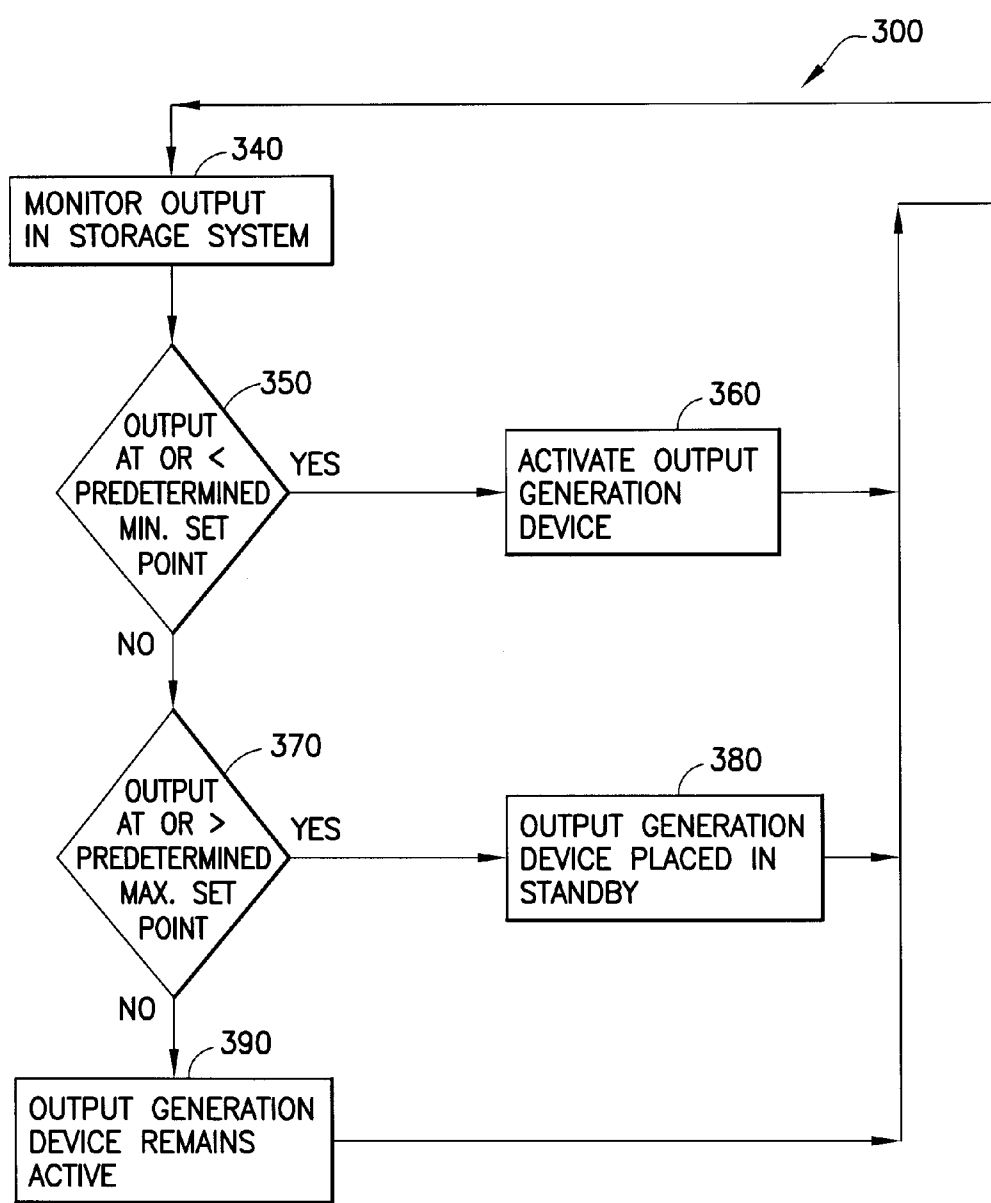 300
340
MONITOR OUTPUT
IN STORAGE SYSTEM
350
OUTPUT
AT OR <
PREDETERMINED
MIN. SET
POINT
YES
NO
360
ACTIVATE OUTPUT
GENERATION
DEVICE
370
OUTPUT
AT OR >
PREDETERMINED
MAX. SET
POINT
YES
NO
380
OUTPUT GENERATION
DEVICE PLACED IN
STANDBY
390
OUTPUT GENERATION
DEVICE REMAINS
ACTIVE